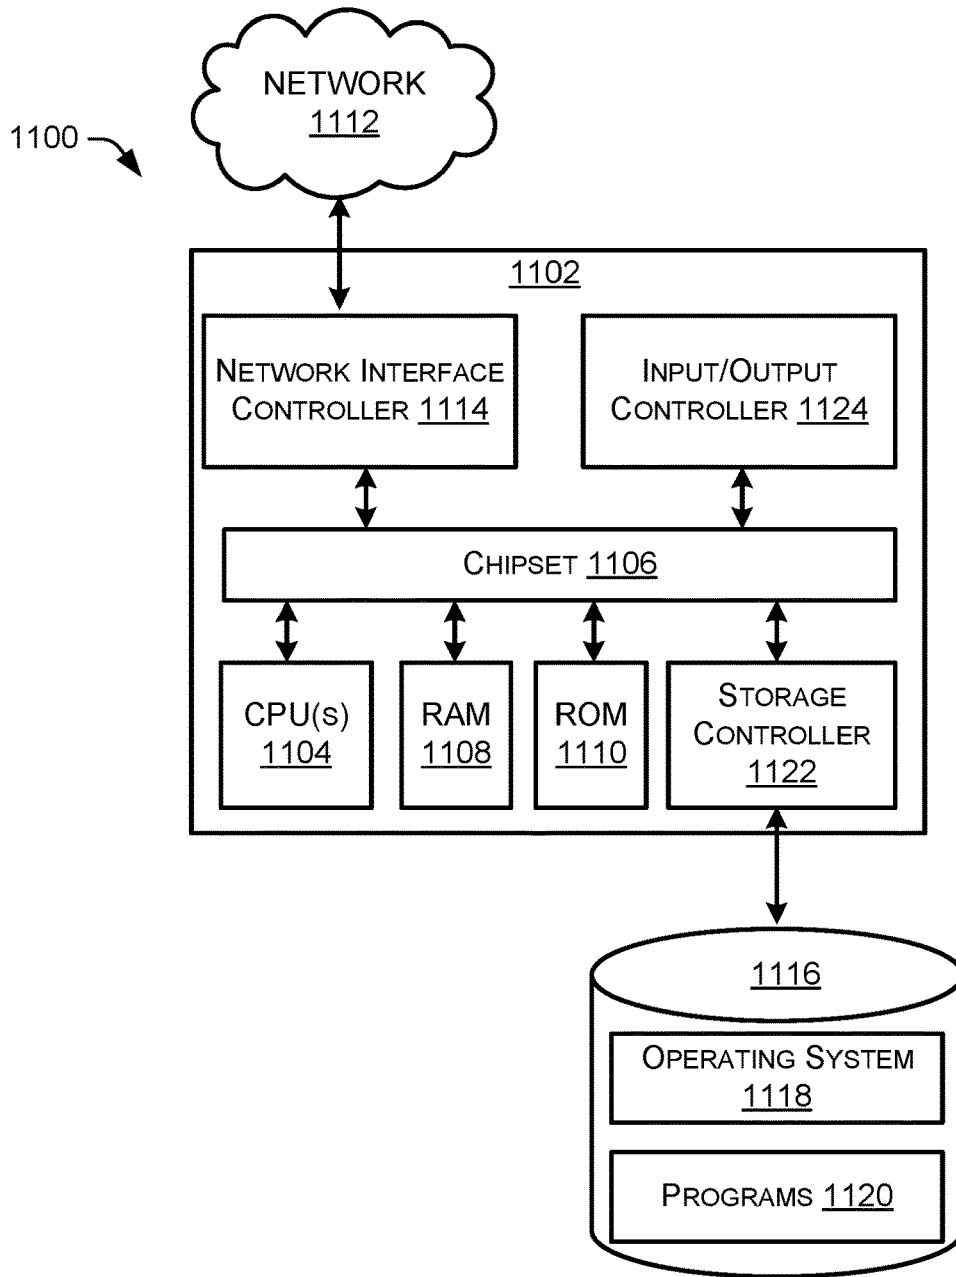 NETWORK
1112
1100
1102
NETWORK INTERFACE
CONTROLLER 1114
INPUT/OUTPUT
CONTROLLER 1124
CHIPSET 1106
CPU(S)
1104
RAM
1108
ROM
1110
STORAGE
CONTROLLER
1122
1116
OPERATING SYSTEM
1118
PROGRAMS 1120